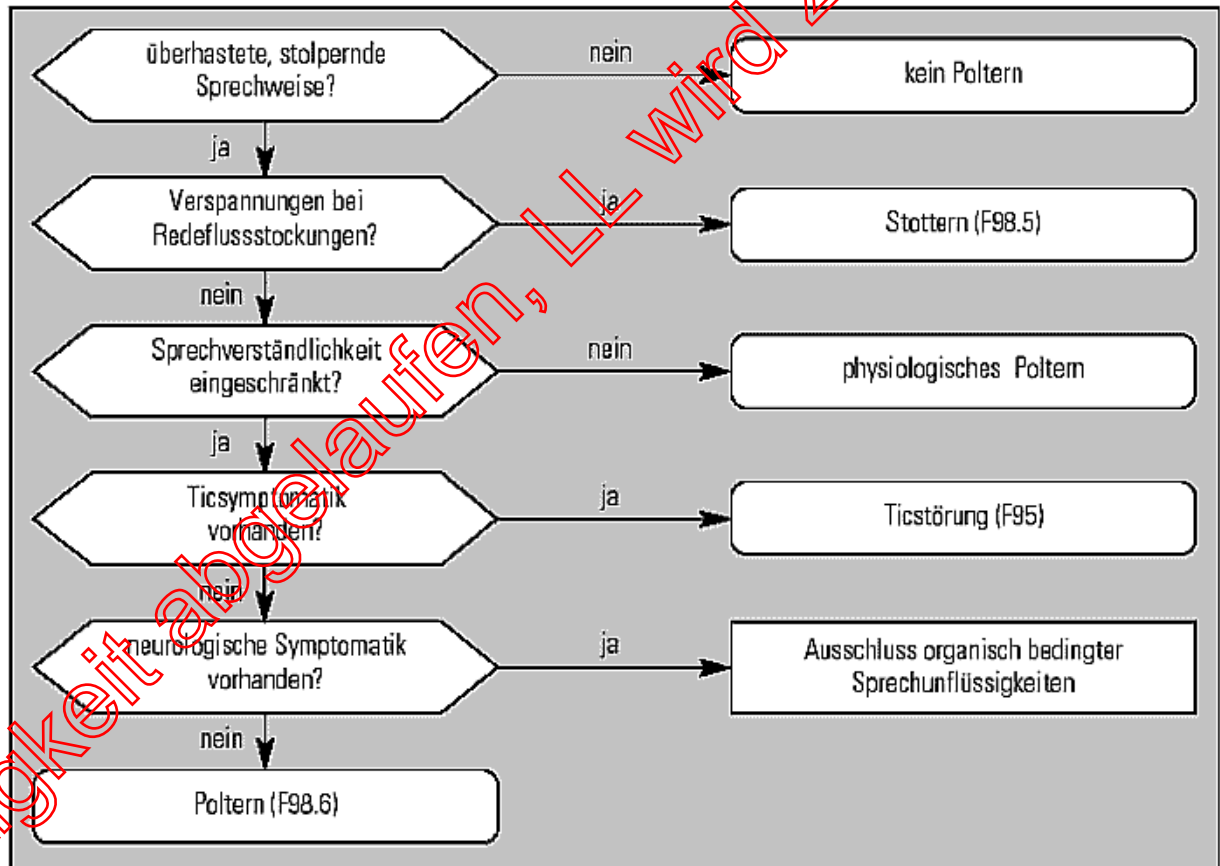 überhastete, stolpernde
Sprechweise?
nein
kein Poltern
ja
Verspannungen bei
Redeflussstockungen?
ja
Stottern (F98.5)
nein
Sprechverständlichkeit
eingeschränkt?
nein
physiologisches Poltern
ja
Ticsymptomatik
vorhanden?
ja
Ticstörung (F95)
nein
neurologische Symptomatik
vorhanden?
ja
Ausschluss organisch bedingter
Sprechunflüssigkeiten
nein
Poltern (F98.6)
abgelaufen, LL wird